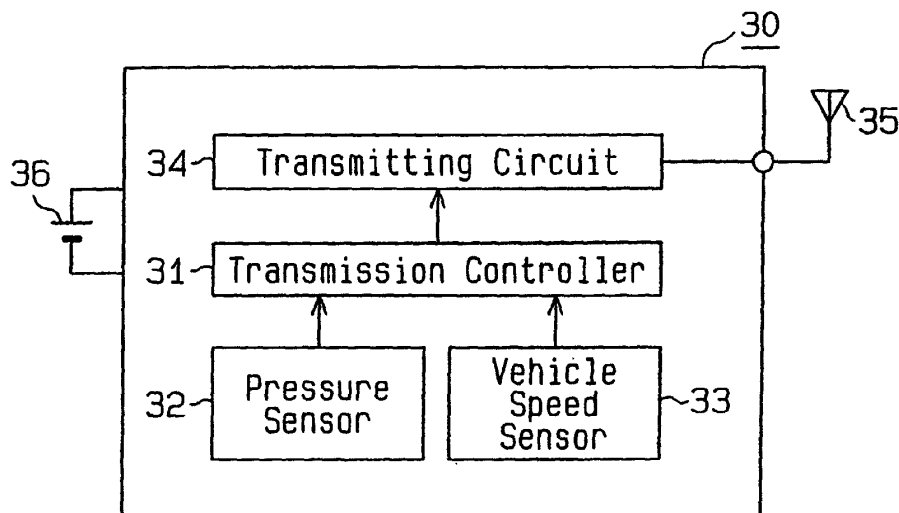 30
35
34
Transmitting Circuit
36
31
Transmission Controller
32
Pressure
Sensor
Vehicle
Speed
Sensor
33